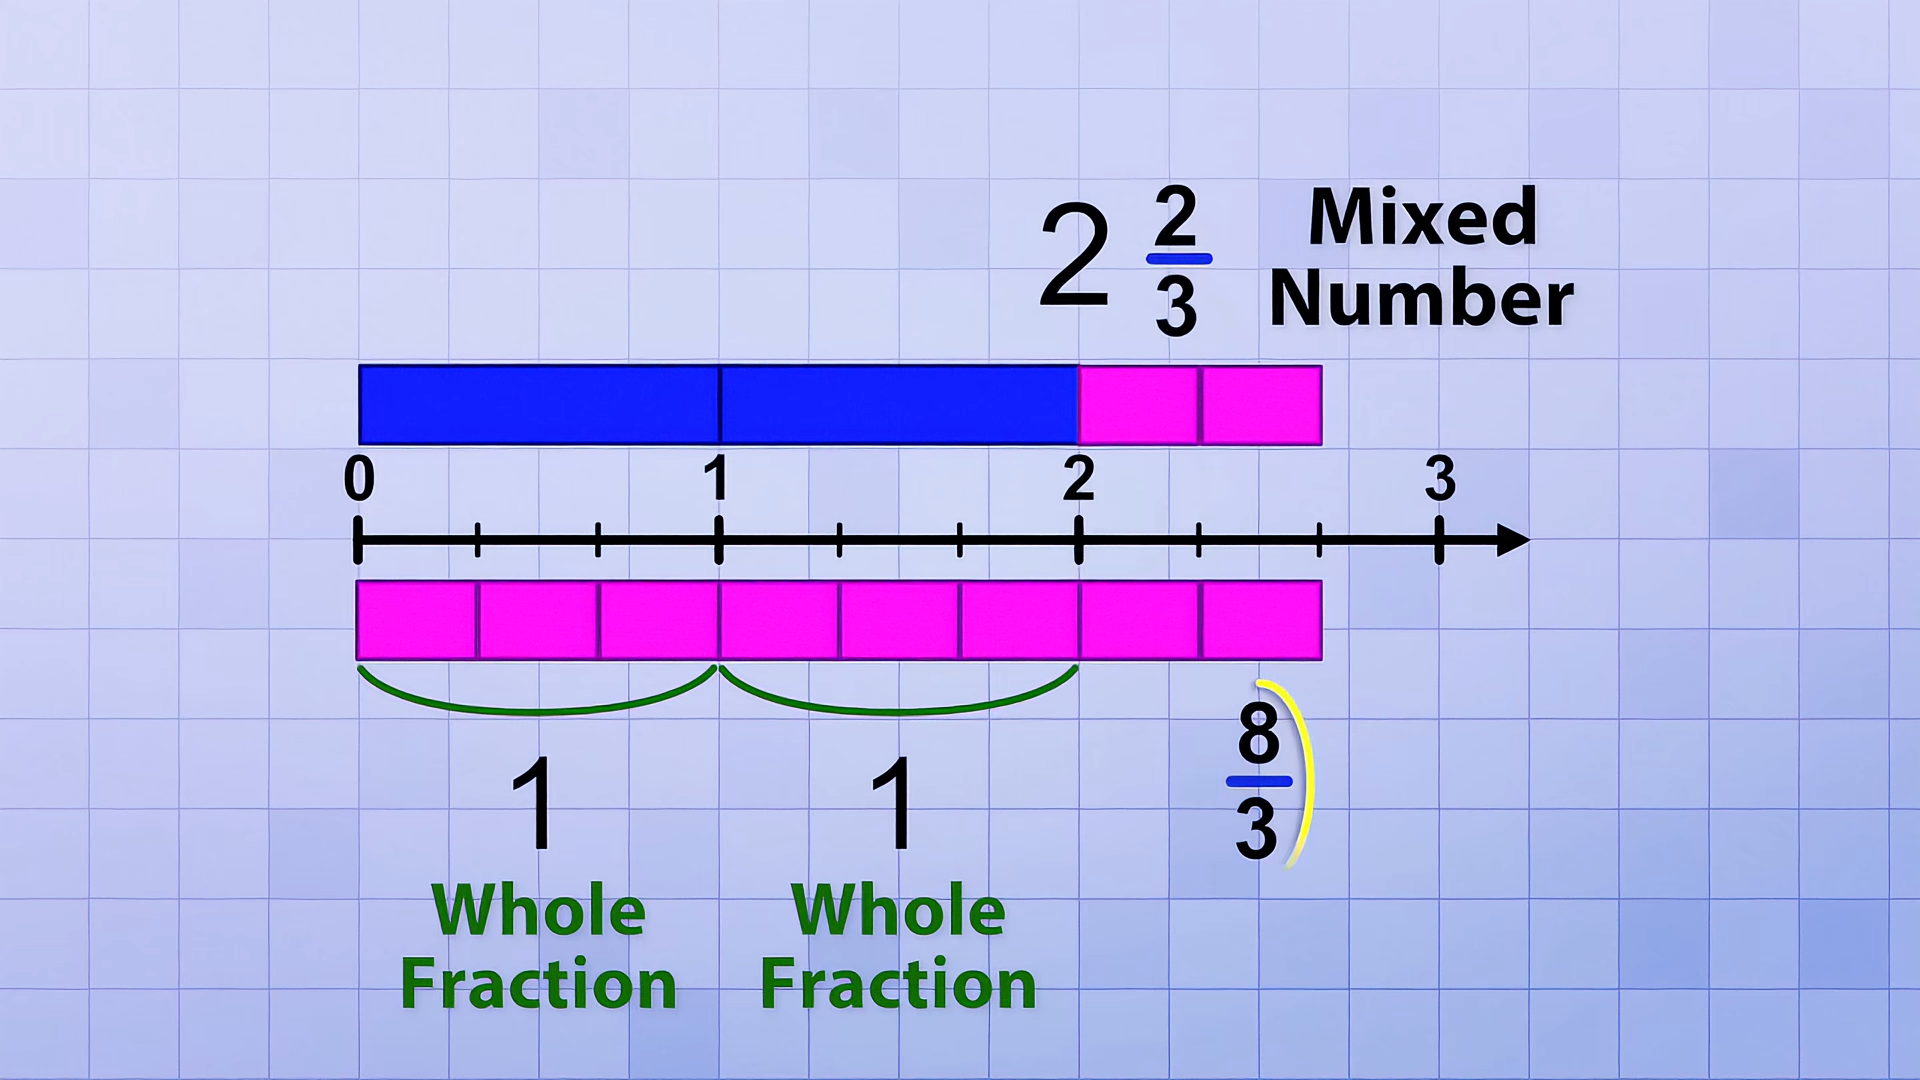 2 2/3
Mixed
Number
0 1 2 3
1 1
8/3
Whole Whole
Fraction Fraction